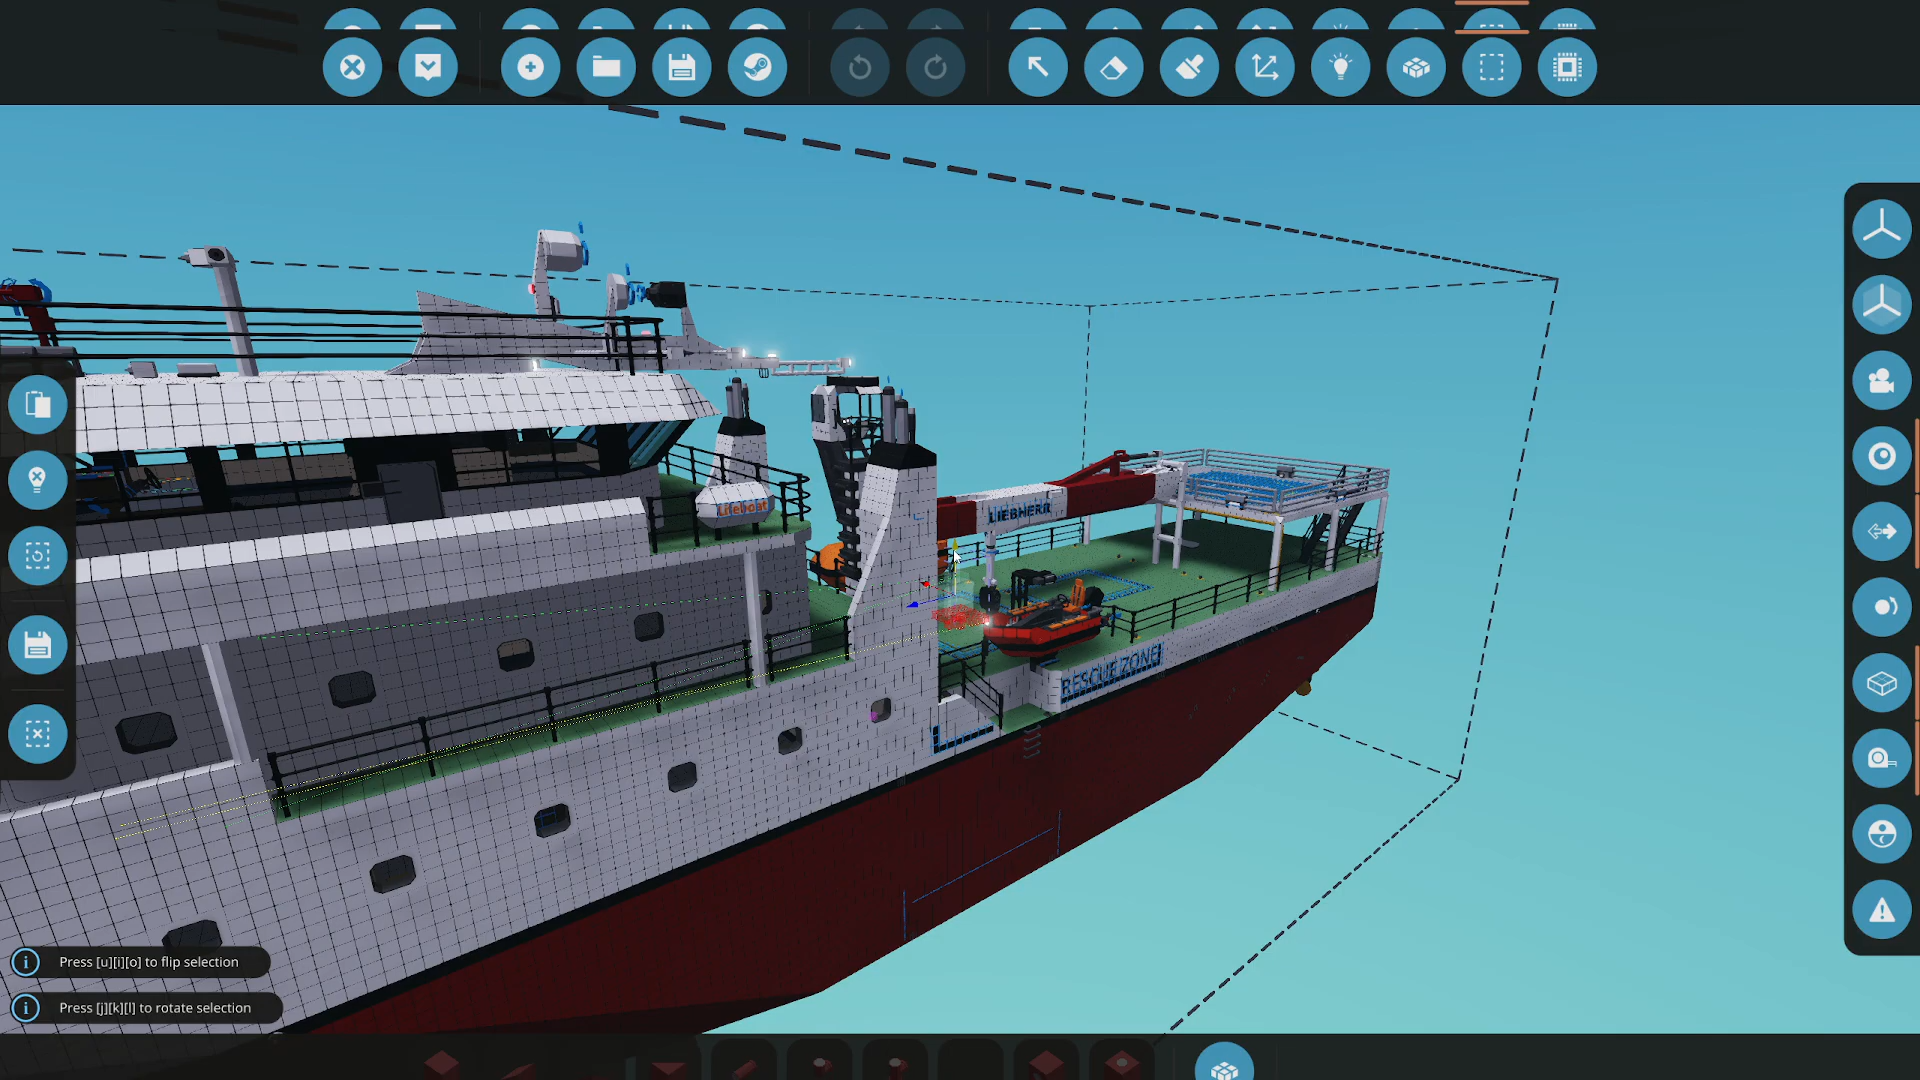 Lifeboat
LIEBHERR
RESCUE ZONE
Press [u][i][o] to flip selection
Press [j][k][l] to rotate selection